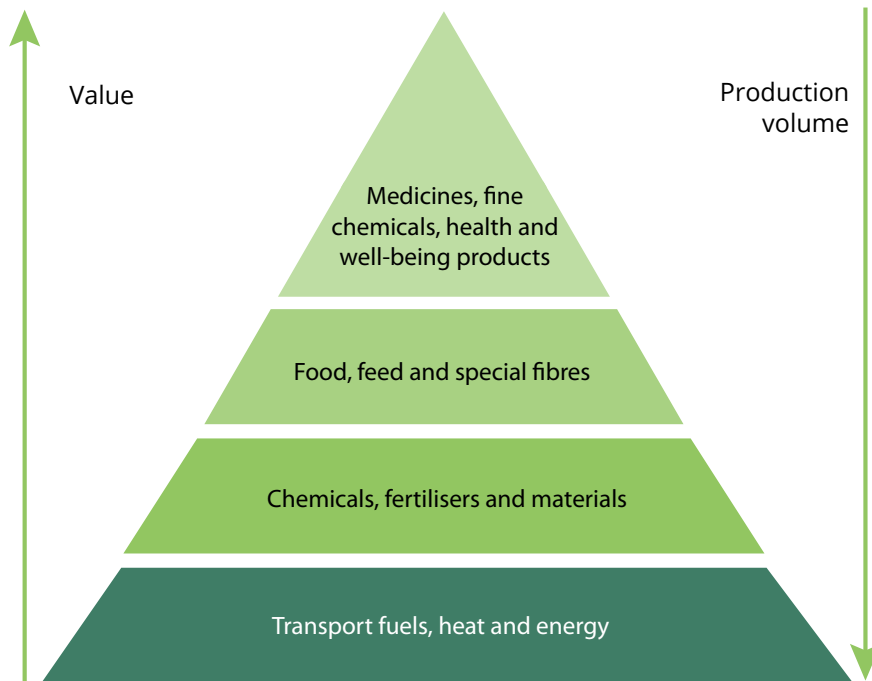 Value
Production
volume
Medicines, fine
chemicals, health and
well-being products
Food, feed and special fibres
Chemicals, fertilisers and materials
Transport fuels, heat and energy